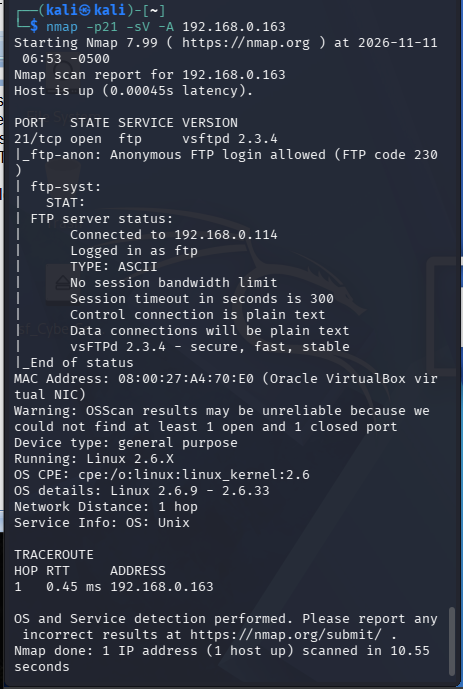 (kali㉿kali)-[~]
$ nmap -p21 -sV -A 192.168.0.163
Starting Nmap 7.99 ( https://nmap.org ) at 2026-11-11
06:53 -0500
Nmap scan report for 192.168.0.163
Host is up (0.00045s latency).

PORT   STATE SERVICE VERSION
21/tcp open  ftp     vsftpd 2.3.4
|_ftp-anon: Anonymous FTP login allowed (FTP code 230
)
| ftp-syst:
|   STAT:
| FTP server status:
|      Connected to 192.168.0.114
|      Logged in as ftp
|      TYPE: ASCII
|      No session bandwidth limit
|      Session timeout in seconds is 300
|      Control connection is plain text
|      Data connections will be plain text
|      vsFTPd 2.3.4 - secure, fast, stable
|_End of status
MAC Address: 08:00:27:A4:70:E0 (Oracle VirtualBox vir
tual NIC)
Warning: OSScan results may be unreliable because we
could not find at least 1 open and 1 closed port
Device type: general purpose
Running: Linux 2.6.X
OS CPE: cpe:/o:linux:linux_kernel:2.6
OS details: Linux 2.6.9 - 2.6.33
Network Distance: 1 hop
Service Info: OS: Unix

TRACEROUTE
HOP RTT     ADDRESS
1   0.45 ms 192.168.0.163

OS and Service detection performed. Please report any
incorrect results at https://nmap.org/submit/ .
Nmap done: 1 IP address (1 host up) scanned in 10.55
seconds